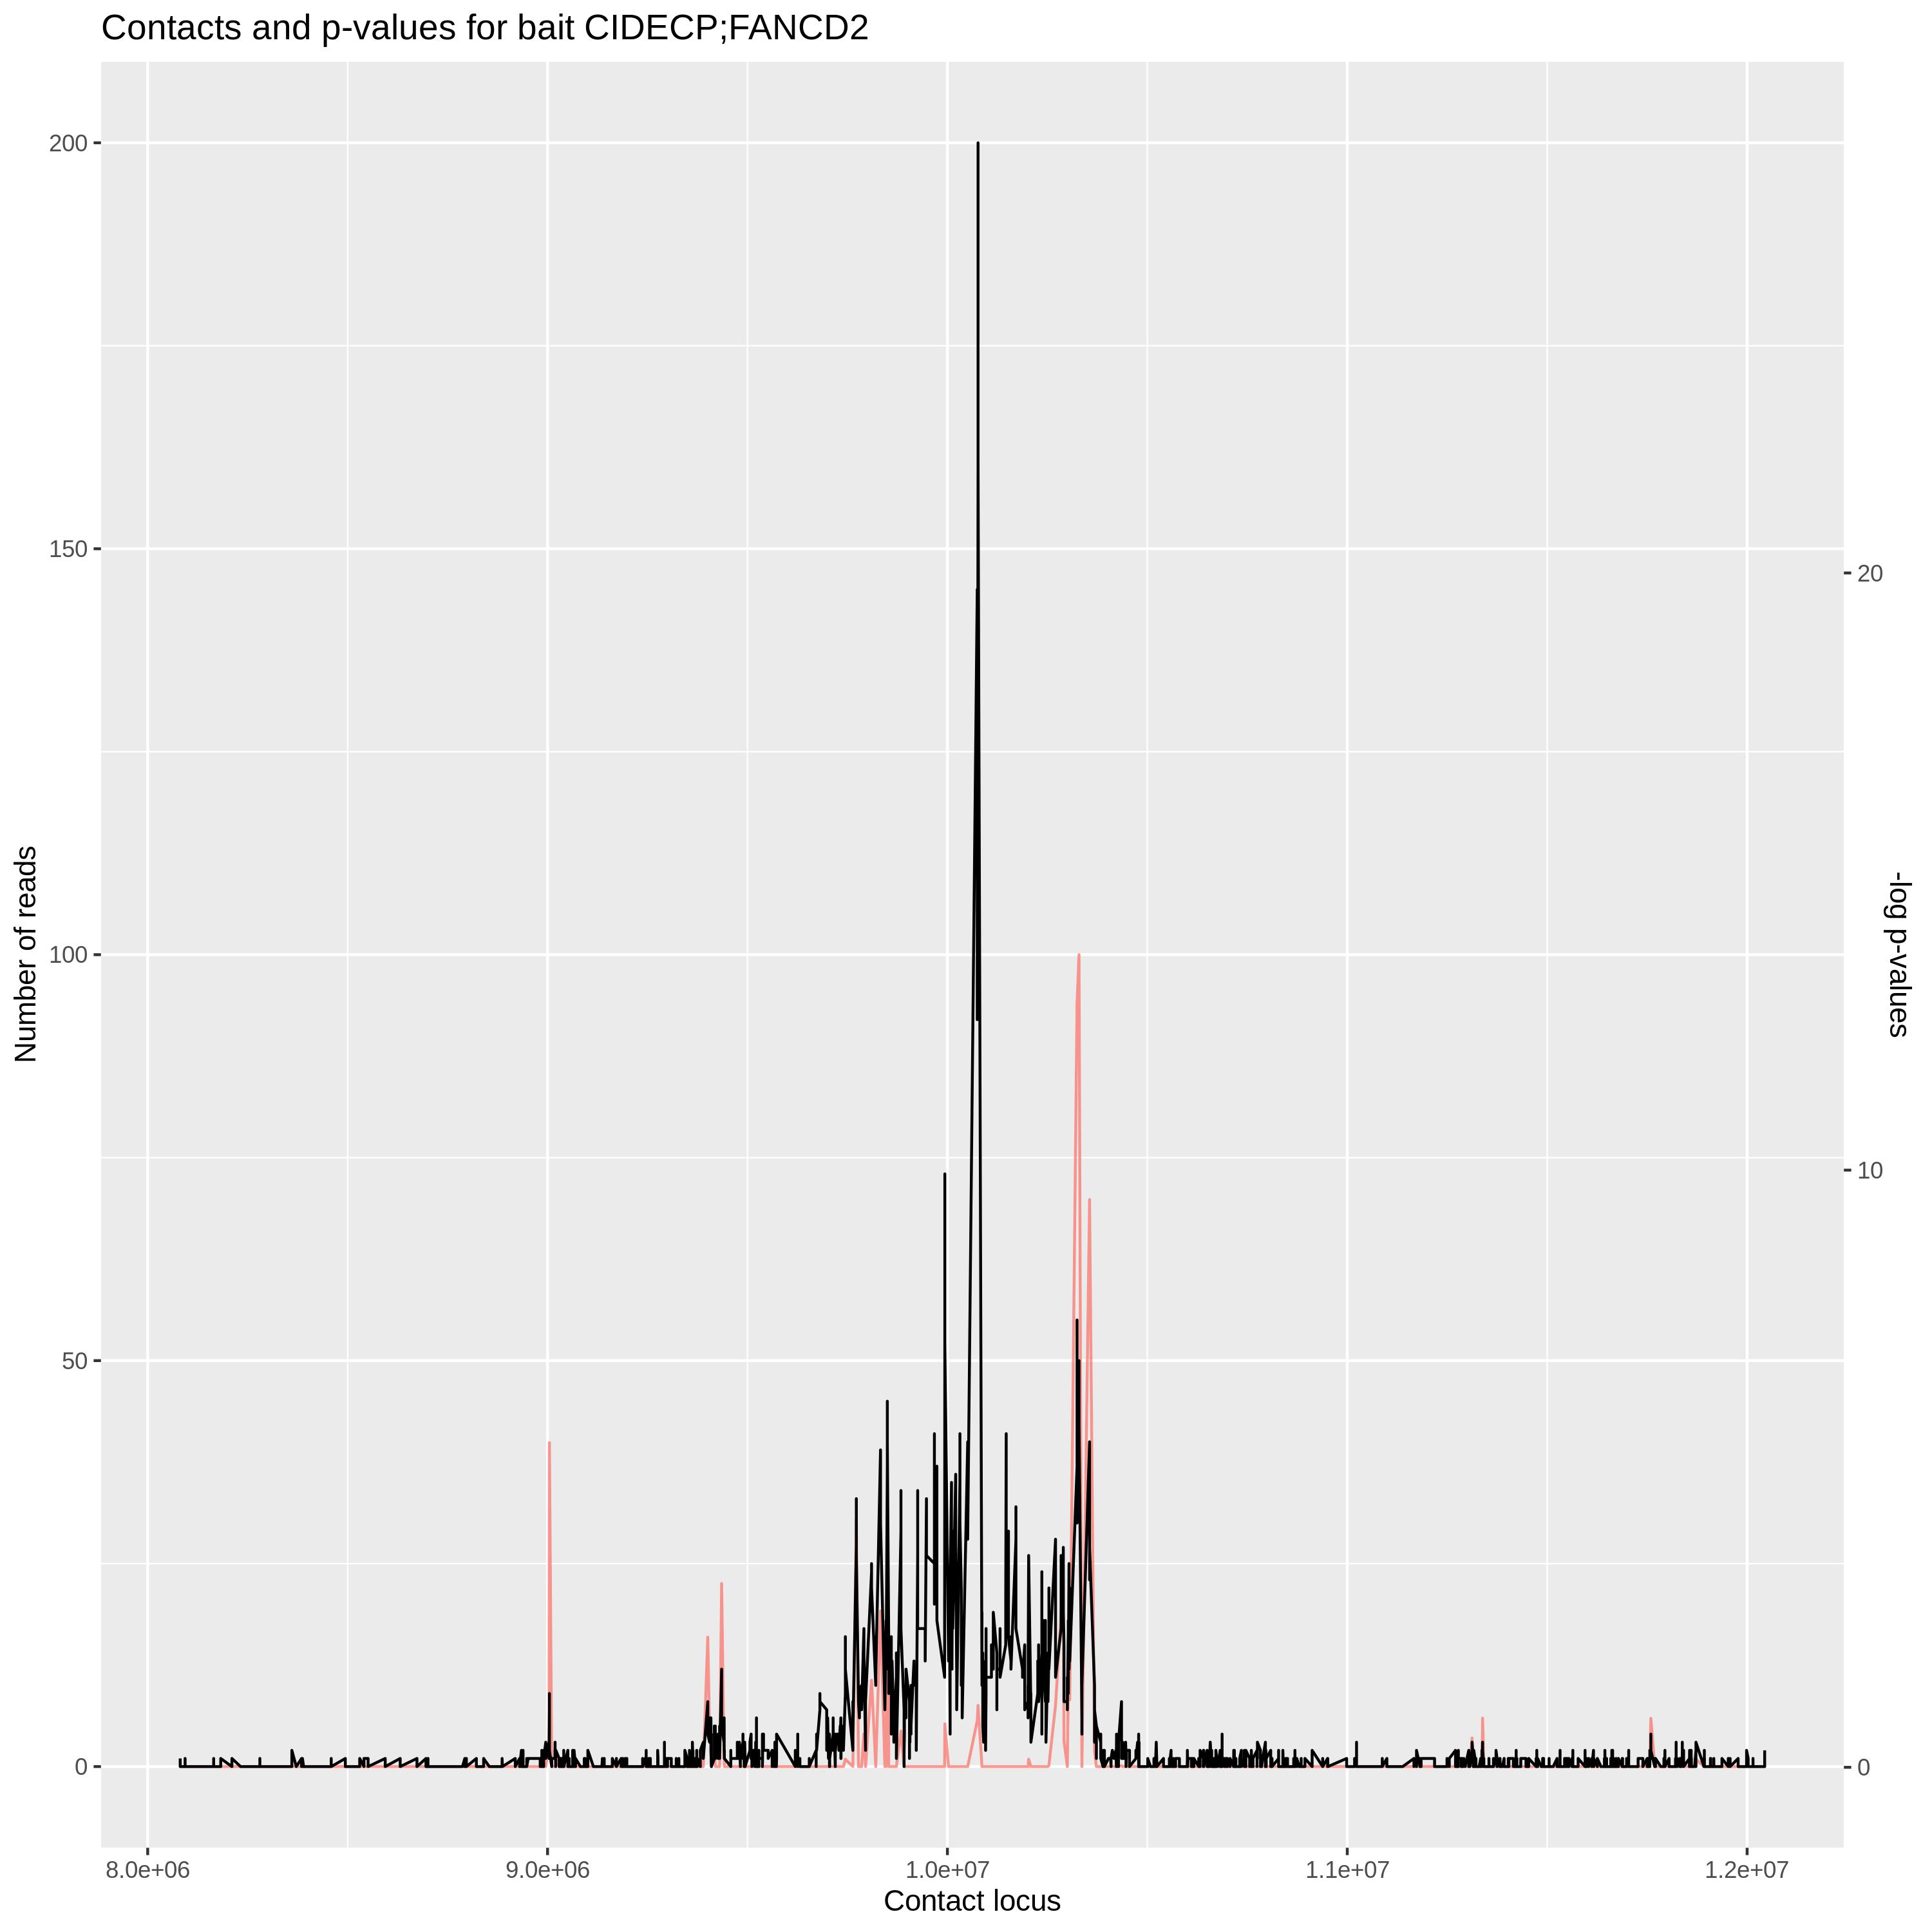 Contacts and p-values for bait CIDECP;FANCD2
200
150
100
50
0
Number of reads
20
10
0
-log p-values
8.0e+06
9.0e+06
1.0e+07
1.1e+07
1.2e+07
Contact locus